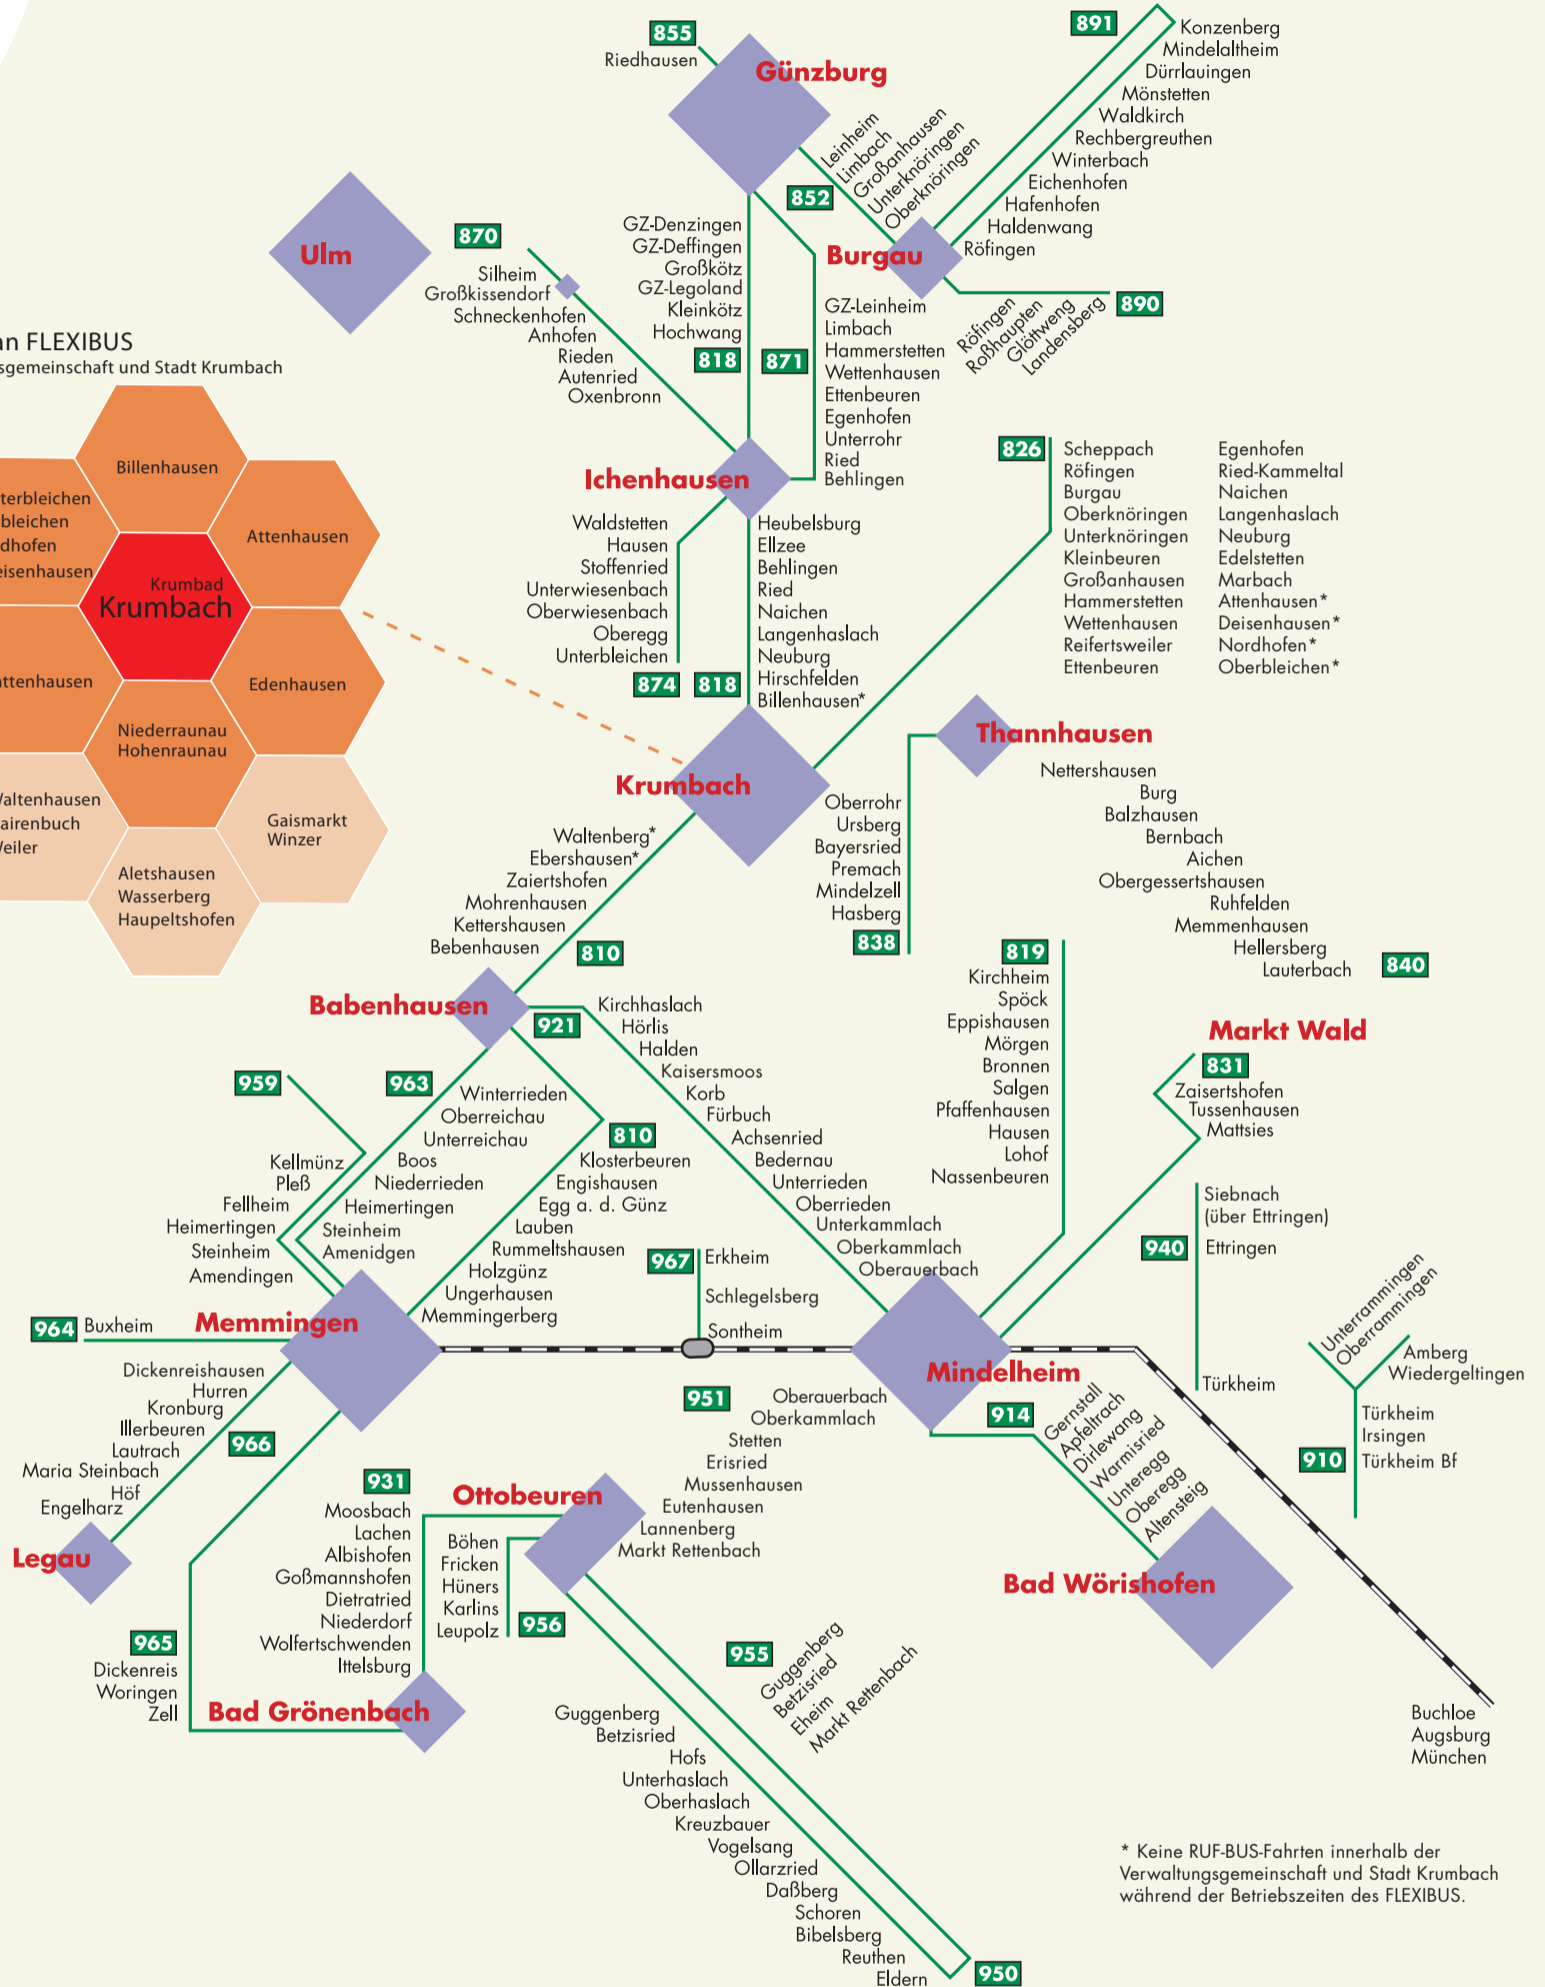 855
Riedhausen
Günzburg
891
Konzenberg
Mindelaltheim
Dürrlauingen
Mönstetten
Waldkirch
Rechbergreuthen
Winterbach
Eichenhofen
Hafenhofen
Haldenwang
Röfingen
Leinheim
Limbach
Großanhausen
Unterknöringen
Oberknöringen
852
Burgau
890
Röfingen
Roßhaupten
Glöttweng
Landensberg
Ulm
870
Silheim
Großkissendorf
Schneckenhofen
Anhofen
Rieden
Autenried
Oxenbronn
GZ-Denzingen
GZ-Deffingen
Großkötz
GZ-Legoland
Kleinkötz
Hochwang
818
871
GZ-Leinheim
Limbach
Hammerstetten
Wettenhausen
Ettenbeuren
Egenhofen
Unterrohr
Ried
Behlingen
Ichenhausen
an FLEXIBUS
sgemeinschaft und Stadt Krumbach
Billenhausen
terbleichen
bleichen
dhofen
eisenhausen
Attenhausen
Krumbad
Krumbach
attenhausen
Edenhausen
Niederraunau
Hohenraunau
Waltenhausen
airenbuch
Weiler
Gaismarkt
Winzer
Aletshausen
Wasserberg
Haupeltshofen
Waldstetten
Hausen
Stoffenried
Unterwiesenbach
Oberwiesenbach
Oberegg
Unterbleichen
874
818
Heubelsburg
Ellzee
Behlingen
Ried
Naichen
Langenhaslach
Neuburg
Hirschfelden
Billenhausen*
826
Scheppach
Röfingen
Burgau
Oberknöringen
Unterknöringen
Kleinbeuren
Großanhausen
Hammerstetten
Wettenhausen
Reifertsweiler
Ettenbeuren
Egenhofen
Ried-Kammeltal
Naichen
Langenhaslach
Neuburg
Edelstetten
Marbach
Attenhausen*
Deisenhausen*
Nordhofen*
Oberbleichen*
Krumbach
Thannhausen
Oberrohr
Ursberg
Bayersried
Premach
Mindelzell
Hasberg
838
Nettershausen
Burg
Balzhausen
Bernbach
Aichen
Obergessertshausen
Ruhfelden
Memmenhausen
Hellersberg
Lauterbach
840
Waltenberg*
Ebershausen*
Zaiertshofen
Mohrenhausen
Kettershausen
Bebenhausen
810
Babenhausen
921
Kirchhaslach
Hörlis
Halden
Kaisersmoos
Korb
Fürbuch
Achsenried
Bedernau
Unterrieden
Oberrieden
Unterkammlach
Oberkammlach
Oberauerbach
819
Kirchheim
Spöck
Eppishausen
Mörgen
Bronnen
Salgen
Pfaffenhausen
Hausen
Lohof
Nassenbeuren
Markt Wald
831
Zaisertshofen
Tussenhausen
Mattsies
959
Kellmünz
Pleß
Fellheim
Heimertingen
Steinheim
Amendingen
963
Winterrieden
Oberreichau
Unterreichau
Boos
Niederrieden
Heimertingen
Steinheim
Amenidgen
810
Klosterbeuren
Engishausen
Egg a. d. Günz
Lauben
Rummeltshausen
Holzgünz
Ungerhausen
Memmingerberg
967
Erkheim
Schlegelsberg
Sontheim
940
Siebnach
(über Ettringen)
Ettringen
Türkheim
Unterrammingen
Oberrammingen
Amberg
Wiedergeltingen
Türkheim
Irsingen
910
Türkheim Bf
964
Buxheim
Memmingen
Mindelheim
Dickenreishausen
Hurren
Kronburg
Illerbeuren
Lautrach
Maria Steinbach
Höf
Engelharz
966
Legau
951
Oberauerbach
Oberkammlach
Stetten
Erisried
Mussenhausen
Eutenhausen
Lannenberg
Markt Rettenbach
914
Gernstall
Apfeltrach
Dirlewang
Warmisried
Unteregg
Oberegg
Altensteig
Bad Wörishofen
931
Moosbach
Lachen
Albishofen
Goßmannshofen
Dietratried
Niederdorf
Wolfertschwenden
Ittelsburg
Ottobeuren
Böhen
Fricken
Hüners
Karlins
Leupolz
956
965
Dickenreis
Woringen
Zell
Bad Grönenbach
955
Guggenberg
Betzisried
Eheim
Markt Rettenbach
Guggenberg
Betzisried
Hofs
Unterhaslach
Oberhaslach
Kreuzbauer
Vogelsang
Ollarzried
Daßberg
Schoren
Bibelsberg
Reuthen
Eldern
950
Buchloe
Augsburg
München
* Keine RUF-BUS-Fahrten innerhalb der
Verwaltungsgemeinschaft und Stadt Krumbach
während der Betriebszeiten des FLEXIBUS.